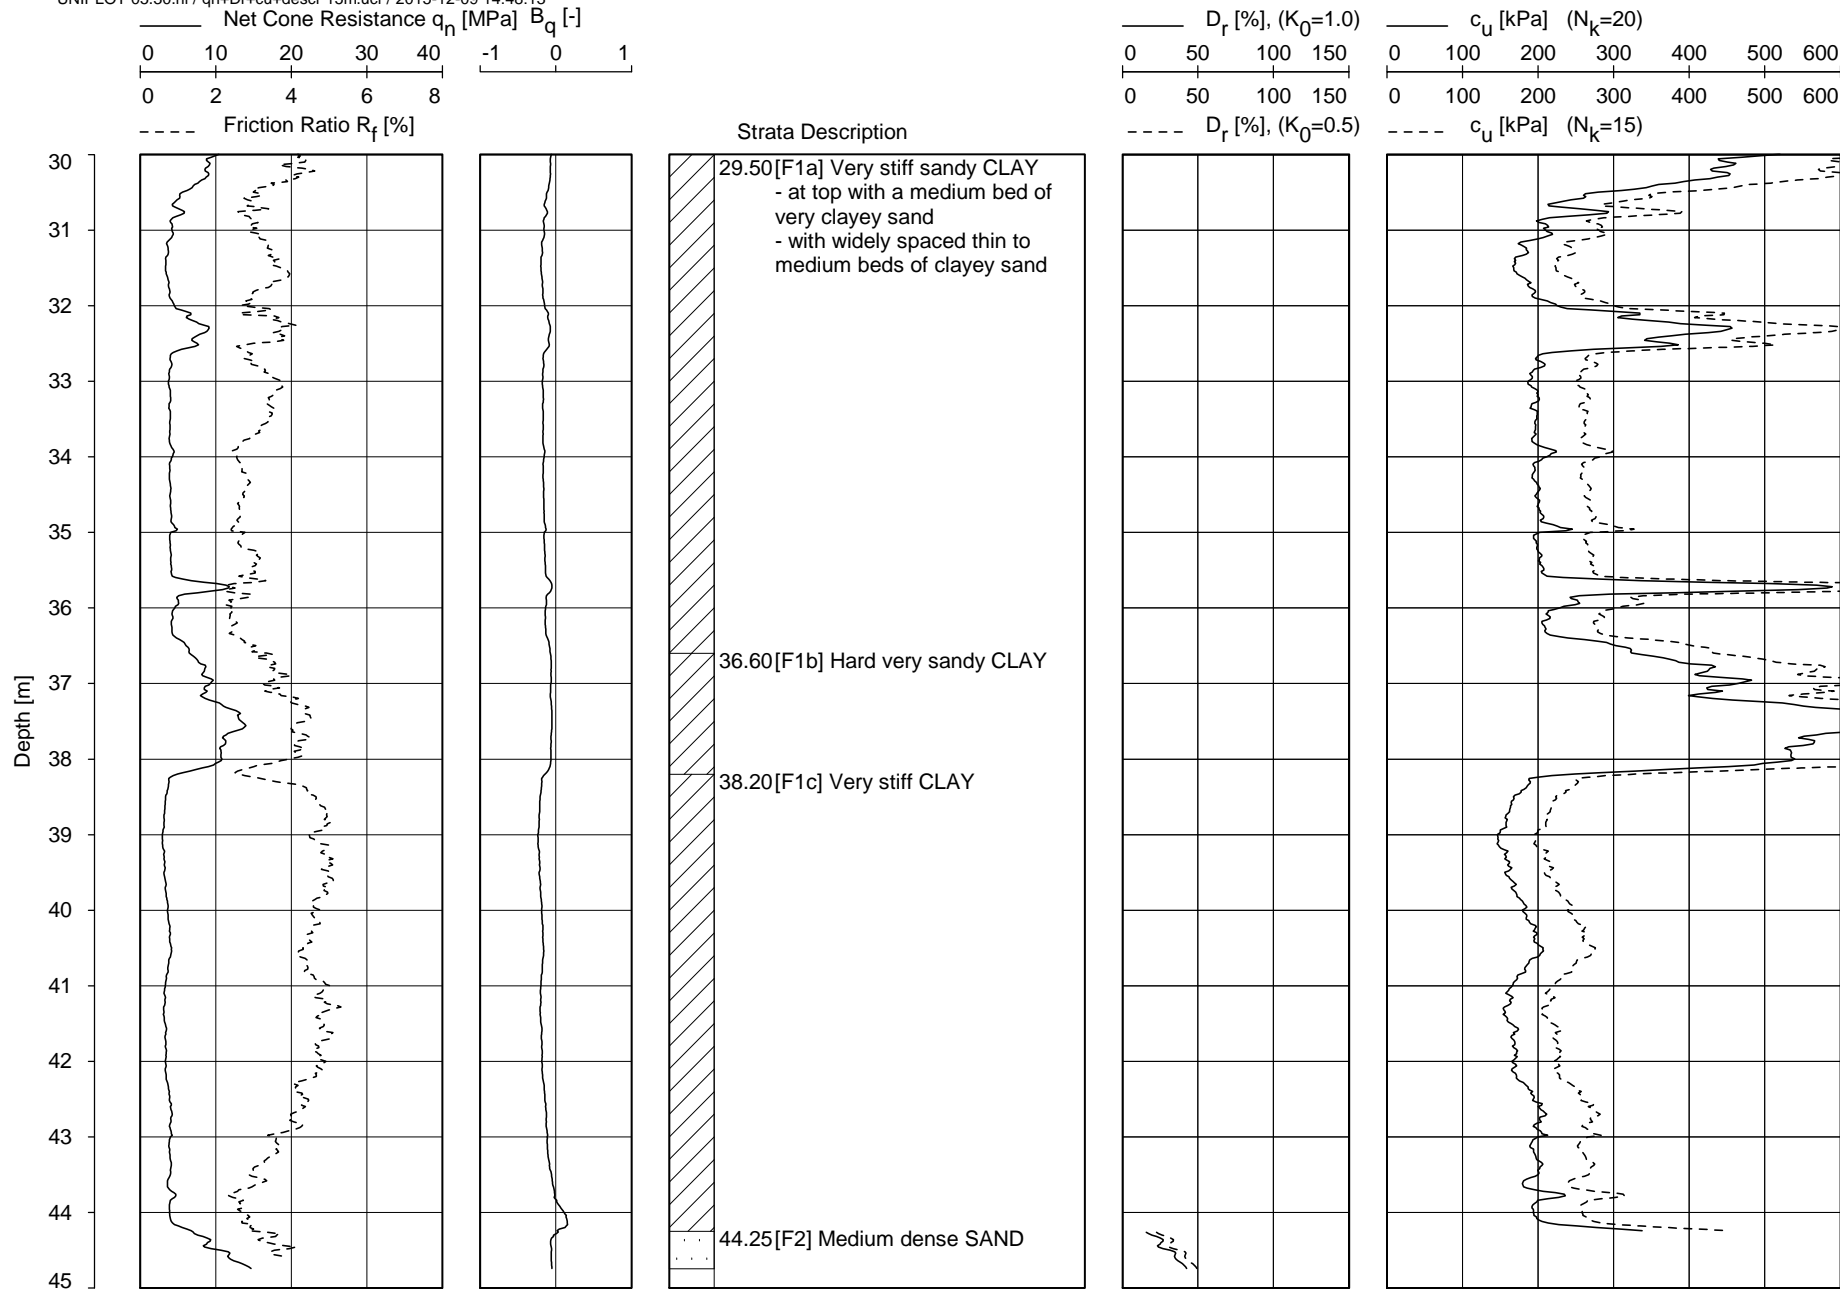 Net Cone Resistance qn [MPa] Bq [-]
Dr [%], (K0=1.0)
cu [kPa] (Nk=20)
0 10 20 30 40
-1 0 1
0 50 100 150
0 100 200 300 400 500 600
0 2 4 6 8
0 50 100 150
0 100 200 300 400 500 600
Friction Ratio Rf [%]
Strata Description
Dr [%], (K0=0.5)
cu [kPa] (Nk=15)
Depth [m]
30
31
32
33
34
35
36
37
38
39
40
41
42
43
44
45
29.50 [F1a] Very stiff sandy CLAY
- at top with a medium bed of
very clayey sand
- with widely spaced thin to
medium beds of clayey sand
36.60 [F1b] Hard very sandy CLAY
38.20 [F1c] Very stiff CLAY
44.25 [F2] Medium dense SAND